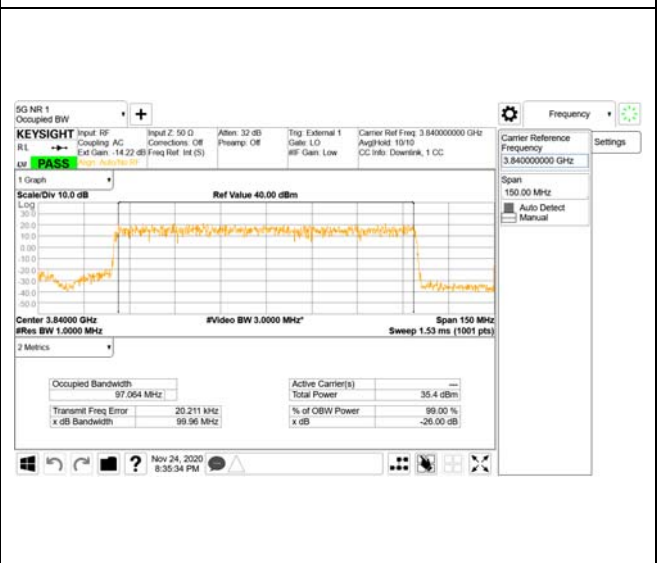 5G NR 1
Occupied BW
Frequency
KEYSIGHT
RL
LW
PASS
Input: RF
Coupling: AC
Ext Gain: -14.22 dB
Align: Auto/No RF
Input Z: 50 Ω
Corrections: Off
Freq Ref: Int (S)
Atten: 32 dB
Preamp: Off
Trig: External 1
Gate: LO
#IF Gain: Low
Carrier Ref Freq: 3.840000000 GHz
Avg|Hold: 10/10
CC Info: Downlink, 1 CC
Carrier Reference
Frequency
3.840000000 GHz
Settings
Span
150.00 MHz
Auto Detect
Manual
1 Graph
Scale/Div 10.0 dB
Ref Value 40.00 dBm
Log
30.0
20.0
10.0
0.00
-10.0
-20.0
-30.0
-40.0
-50.0
Center 3.84000 GHz
#Video BW 3.0000 MHz*
Span 150 MHz
#Res BW 1.0000 MHz
Sweep 1.53 ms (1001 pts)
2 Metrics
Occupied Bandwidth
97.064 MHz
Active Carrier(s)
---
Total Power
35.4 dBm
Transmit Freq Error
20.211 kHz
% of OBW Power
99.00 %
x dB Bandwidth
99.96 MHz
x dB
-26.00 dB
?
Nov 24, 2020
8:35:34 PM